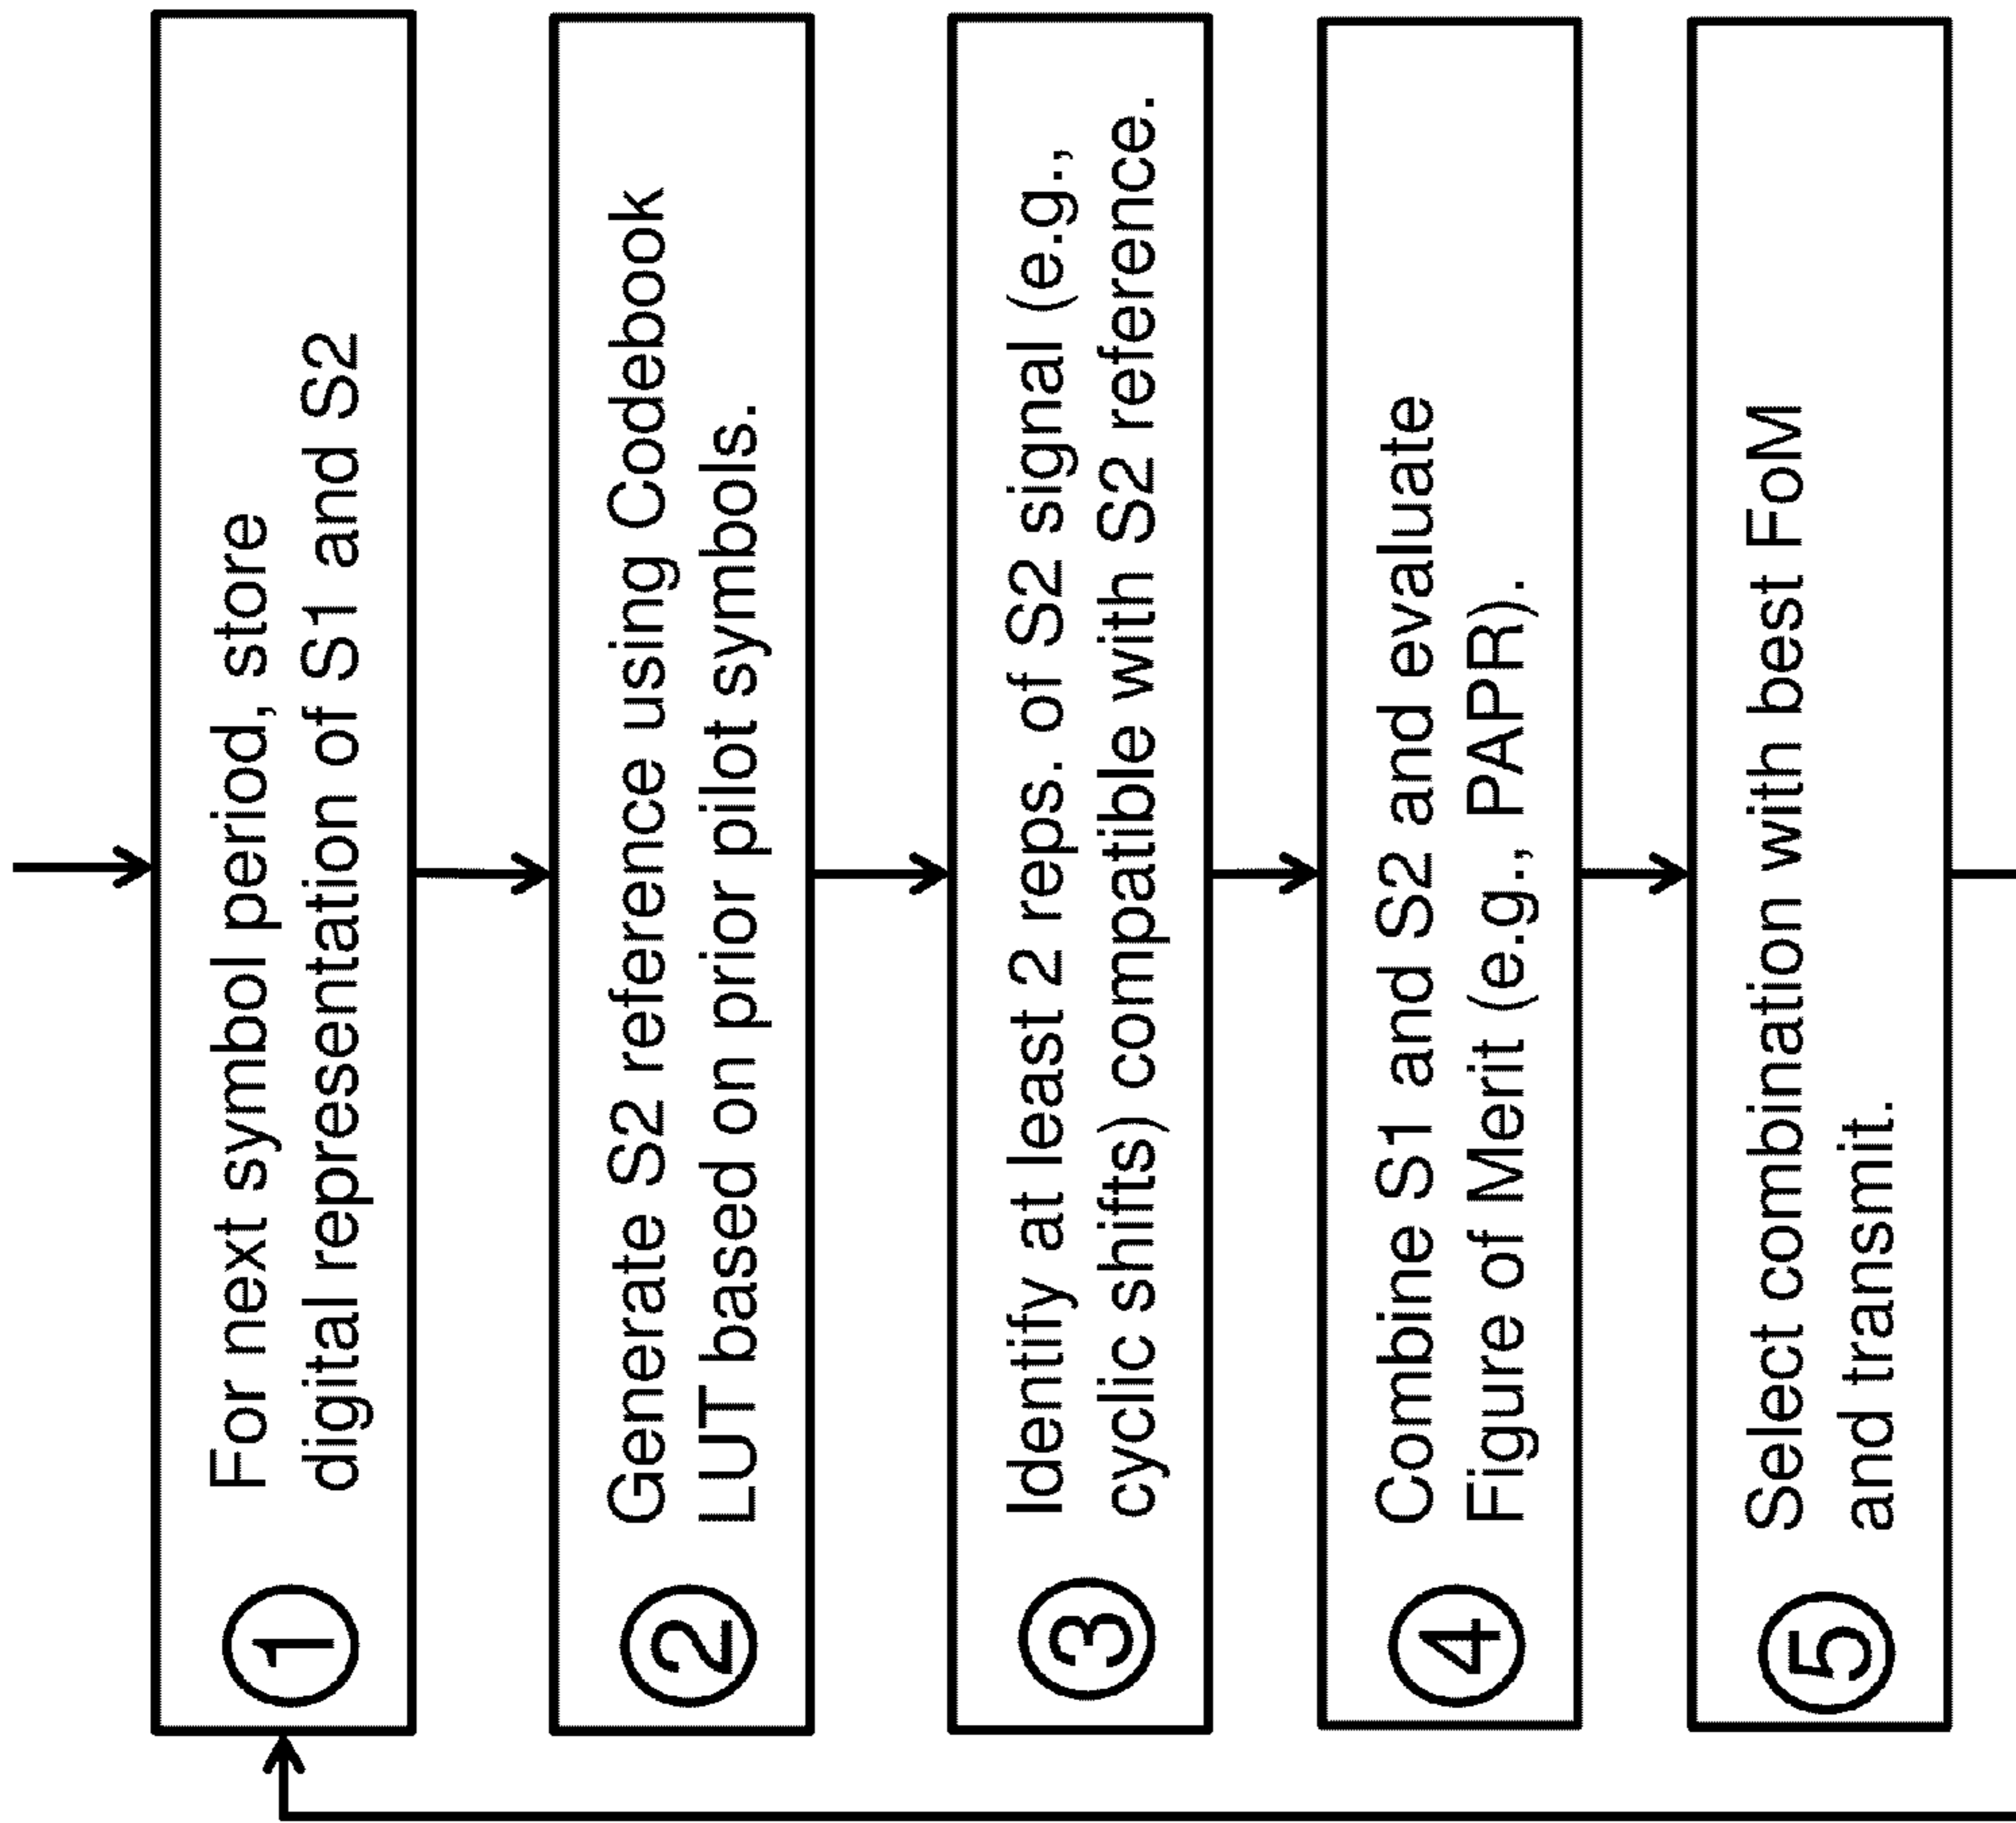 ① For next symbol period, store
digital representation of S1 and S2
② Generate S2 reference using Codebook
LUT based on prior pilot symbols.
③ Identify at least 2 reps. of S2 signal (e.g.,
cyclic shifts) compatible with S2 reference.
④ Combine S1 and S2 and evaluate
Figure of Merit (e.g., PAPR).
⑤ Select combination with best FoM
and transmit.